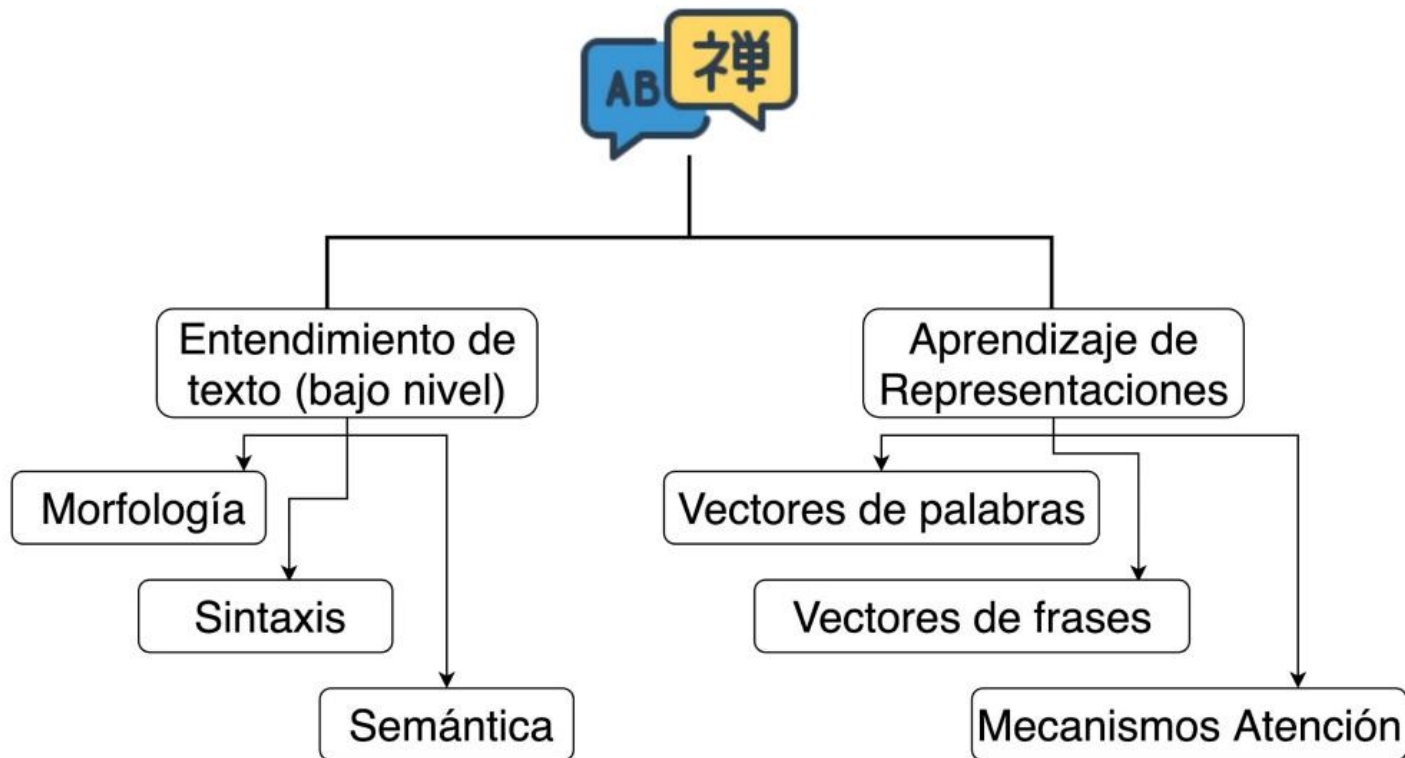 AB
禅
Entendimiento de
texto (bajo nivel)
Aprendizaje de
Representaciones
Morfología
Vectores de palabras
Sintaxis
Vectores de frases
Semántica
Mecanismos Atención